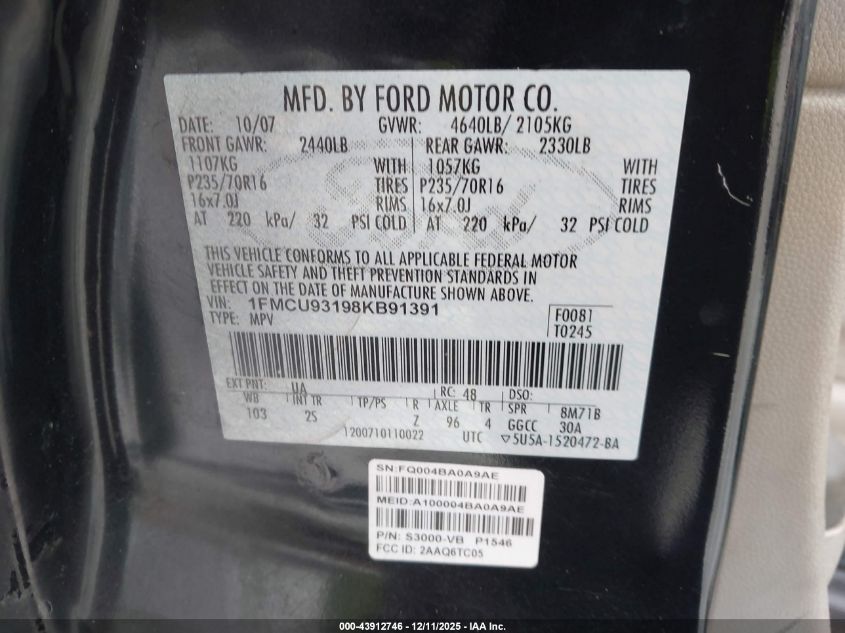 MFD. BY FORD MOTOR CO.
DATE: 10/07 GVWR: 4640LB/ 2105KG
FRONT GAWR: 2440LB REAR GAWR: 2330LB
1107KG WITH 1057KG WITH
P235/70R16 TIRES P235/70R16 TIRES
16x7.0J RIMS 16x7.0J RIMS
AT 220 kPa/ 32 PSI COLD AT 220 kPa/ 32 PSI COLD
THIS VEHICLE CONFORMS TO ALL APPLICABLE FEDERAL MOTOR
VEHICLE SAFETY AND THEFT PREVENTION STANDARDS IN
EFFECT ON THE DATE OF MANUFACTURE SHOWN ABOVE.
VIN: 1FMCU93198KB91391 F0081
TYPE: MPV T0245
EXT PNT: UA RC: 48 DSO:
WB INT TR TP/PS R AXLE TR SPR 8M71B
103 2S Z 96 4 GGCC 30A
1200710110022 UTC ▽5U5A-1520472-BA
SN:FQ004BA0A9AE
MEID:A100004BA0A9AE
P/N: S3000-VB P1546
FCC ID: 2AAQ6TC05
000-43912746 - 12/11/2025 - IAA Inc.